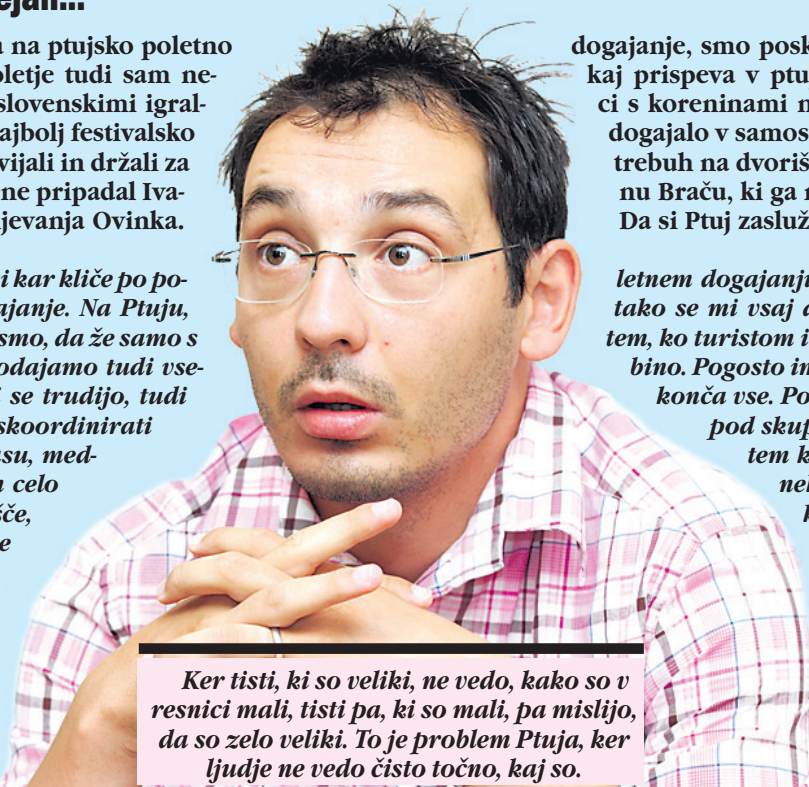 a na ptujsko poletno
oletje tudi sam ne-
slovenskimi igral-
ajbolj festivalsko
vijali in držali za
ne pripadal Iva-
jevanja Ovinka.
i kar kliče po po-
ajanje. Na Ptuju,
smo, da že samo s
odajamo tudi vse-
i se trudijo, tudi
skoordinirati
asu, med-
n celo
šče,
e
dogajanje, smo posk
kaj prispeva v ptu
ci s koreninami n
dogajalo v samos
trebuh na dvoriš
nu Braču, ki ga n
Da si Ptuj zasluž
letnem dogajanju
tako se mi vsaj d
tem, ko turistom i
bino. Pogosto in
konča vse. Po
pod skup
tem k
nek
Ker tisti, ki so veliki, ne vedo, kako so v
resnici mali, tisti pa, ki so mali, pa mislijo,
da so zelo veliki. To je problem Ptuja, ker
ljudje ne vedo čisto točno, kaj so.